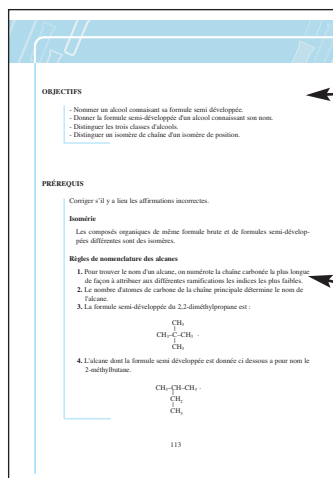 OBJECTIFS
- Nommer un alcool connaisant sa formule semi développée.
- Donner la formule semi-développée d'un alcool connaissant son nom.
- Distinguer les trois classes d'alcools.
- Distinguer un isomère de chaîne d'un isomère de position.
PRÉREQUIS
Corriger s'il y a lieu les affirmations incorrectes.
Isomérie
Les composés organiques de même formule brute et de formules semi-dévelop-
pées différentes sont des isomères.
Règles de nomenclature des alcanes
1. Pour trouver le nom d'un alcane, on numérote la chaîne carbonée la plus longue
de façon à attribuer aux différentes ramifications les indices les plus faibles.
2. Le nombre d'atomes de carbone de la chaîne principale détermine le nom de
l'alcane.
3. La formule semi-développée du 2,2-diméthylpropane est :
CH₃
CH₃–C–CH₃ .
CH₃
4. L'alcane dont la formule semi développée est donnée ci dessous a pour nom le
2-méthylbutane.
CH₃–CH–CH₃ .
CH₂
CH₃
113